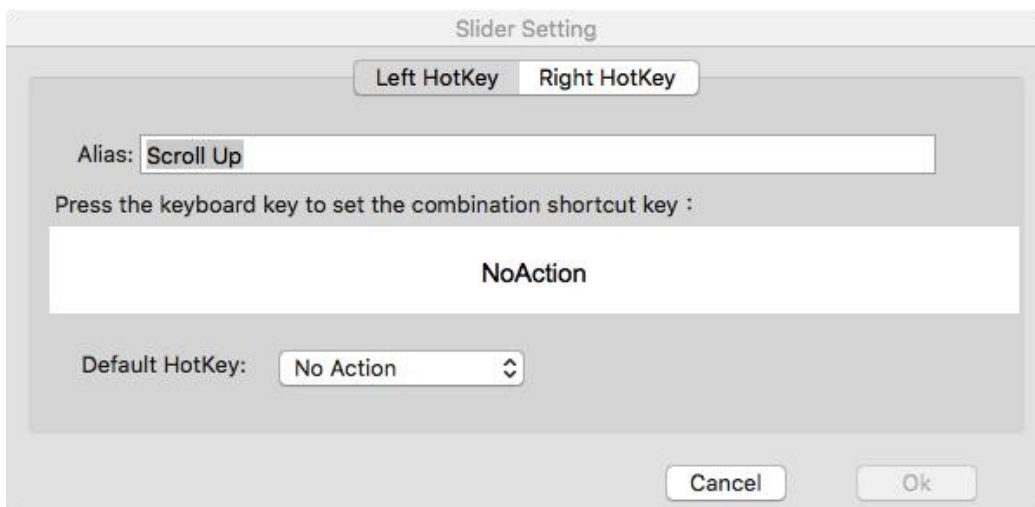 Slider Setting
Left HotKey Right HotKey
Alias: Scroll Up
Press the keyboard key to set the combination shortcut key：
NoAction
Default HotKey: No Action
Cancel Ok